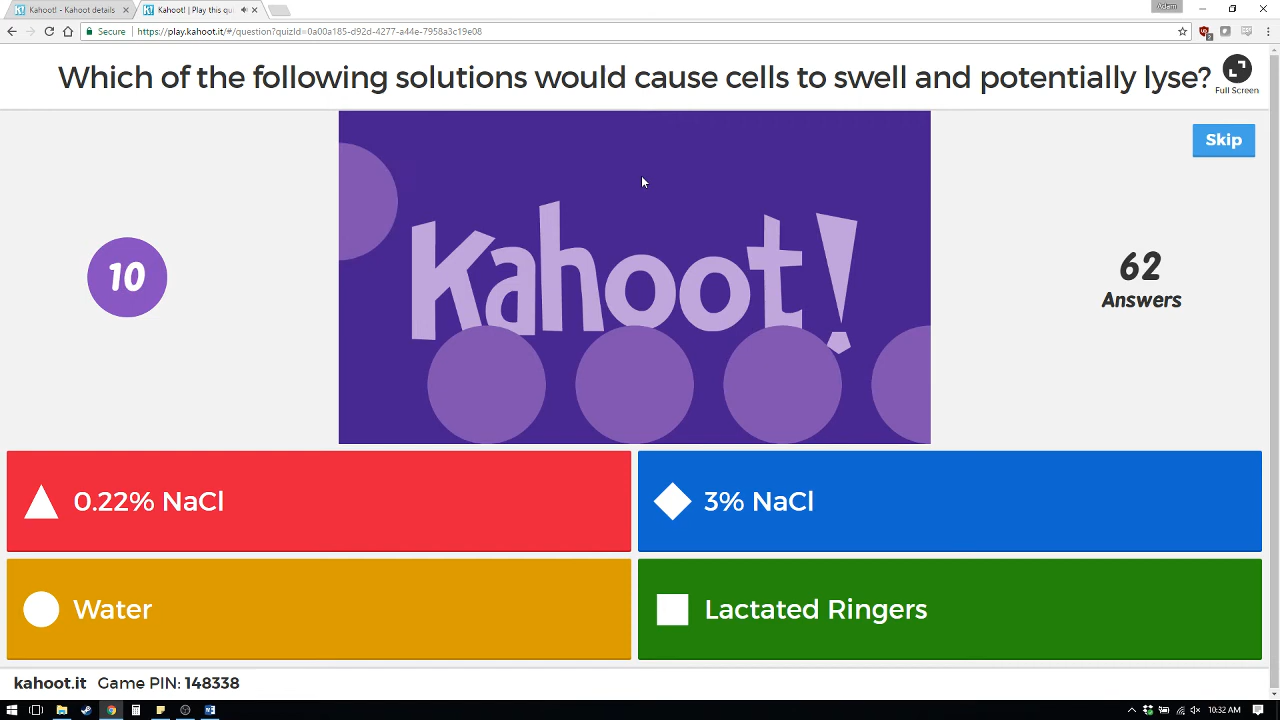 Adam
Kahoot! - Kahoot details
Kahoot! | Play this qu
Secure
https://play.kahoot.it/#/question?quizId=0a00a185-d92d-4277-a44e-7958a3c19e08
2
Which of the following solutions would cause cells to swell and potentially lyse?
Full Screen
Skip
Kahoot!
10
62
Answers
0.22% NaCl
3% NaCl
Water
Lactated Ringers
kahoot.it Game PIN: 148338
10:32 AM